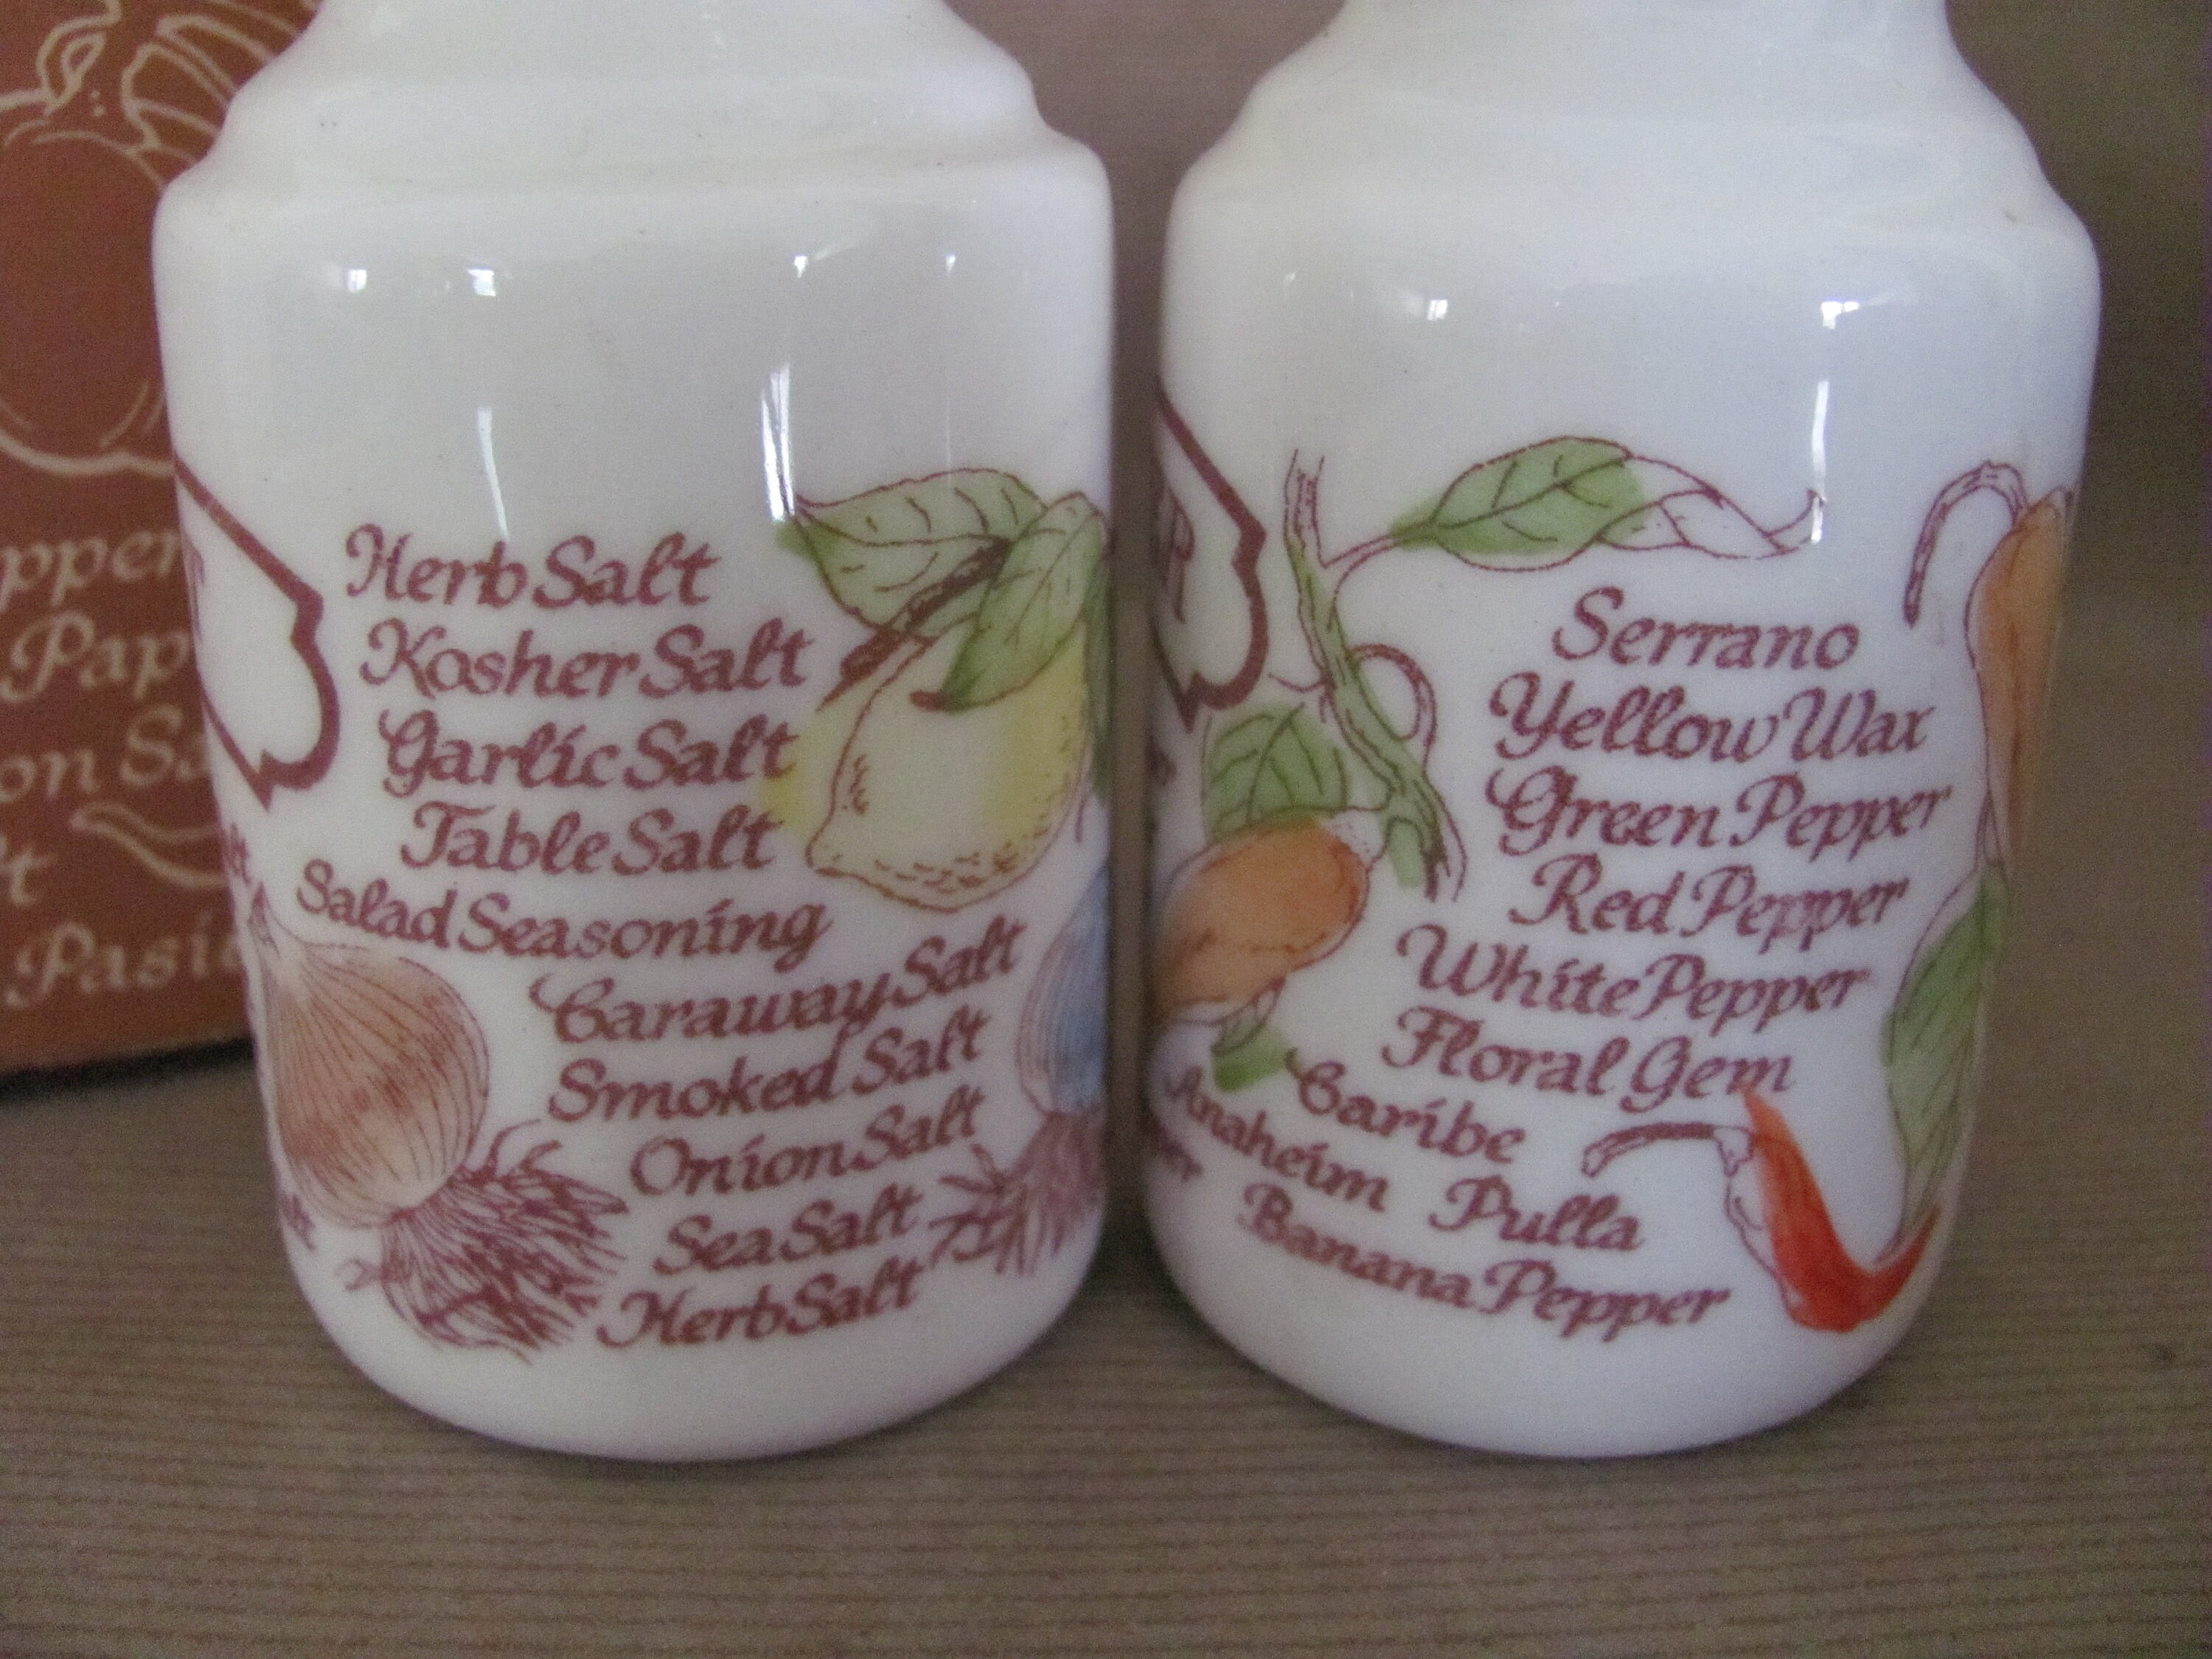 Herb Salt
Kosher Salt
Garlic Salt
Table Salt
Salad Seasoning
Caraway Salt
Smoked Salt
Onion Salt
Sea Salt
Herb Salt
Serrano
Yellow Wax
Green Pepper
Red Pepper
White Pepper
Floral Gem
Caribe
Anaheim Pulla
Banana Pepper